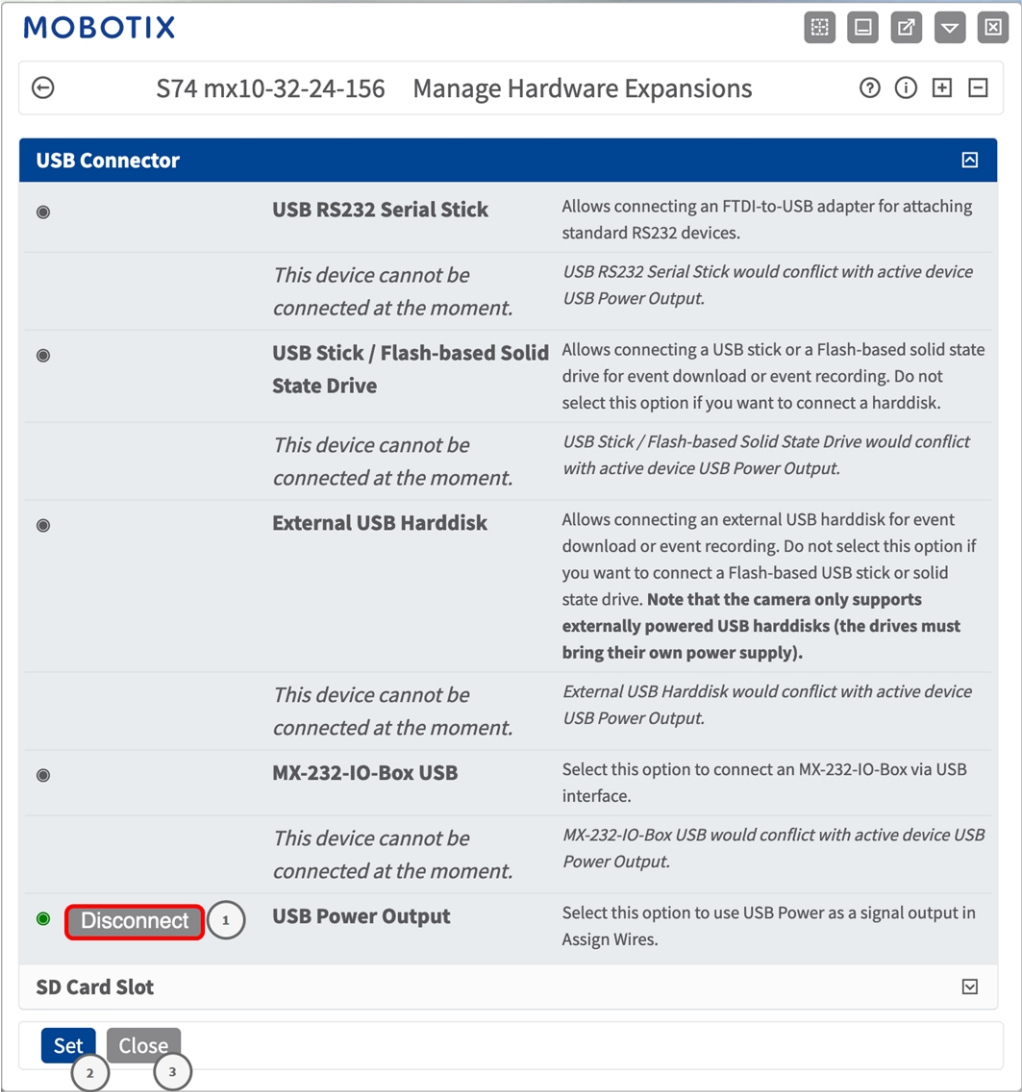 MOBOTIX
S74 mx10-32-24-156 Manage Hardware Expansions
USB Connector
USB RS232 Serial Stick
Allows connecting an FTDI-to-USB adapter for attaching
standard RS232 devices.
This device cannot be
connected at the moment.
USB RS232 Serial Stick would conflict with active device
USB Power Output.
USB Stick / Flash-based Solid
State Drive
Allows connecting a USB stick or a Flash-based solid state
drive for event download or event recording. Do not
select this option if you want to connect a harddisk.
This device cannot be
connected at the moment.
USB Stick / Flash-based Solid State Drive would conflict
with active device USB Power Output.
External USB Harddisk
Allows connecting an external USB harddisk for event
download or event recording. Do not select this option if
you want to connect a Flash-based USB stick or solid
state drive. Note that the camera only supports
externally powered USB harddisks (the drives must
bring their own power supply).
This device cannot be
connected at the moment.
External USB Harddisk would conflict with active device
USB Power Output.
MX-232-IO-Box USB
Select this option to connect an MX-232-IO-Box via USB
interface.
This device cannot be
connected at the moment.
MX-232-IO-Box USB would conflict with active device USB
Power Output.
Disconnect
1
USB Power Output
Select this option to use USB Power as a signal output in
Assign Wires.
SD Card Slot
Set
Close
2
3